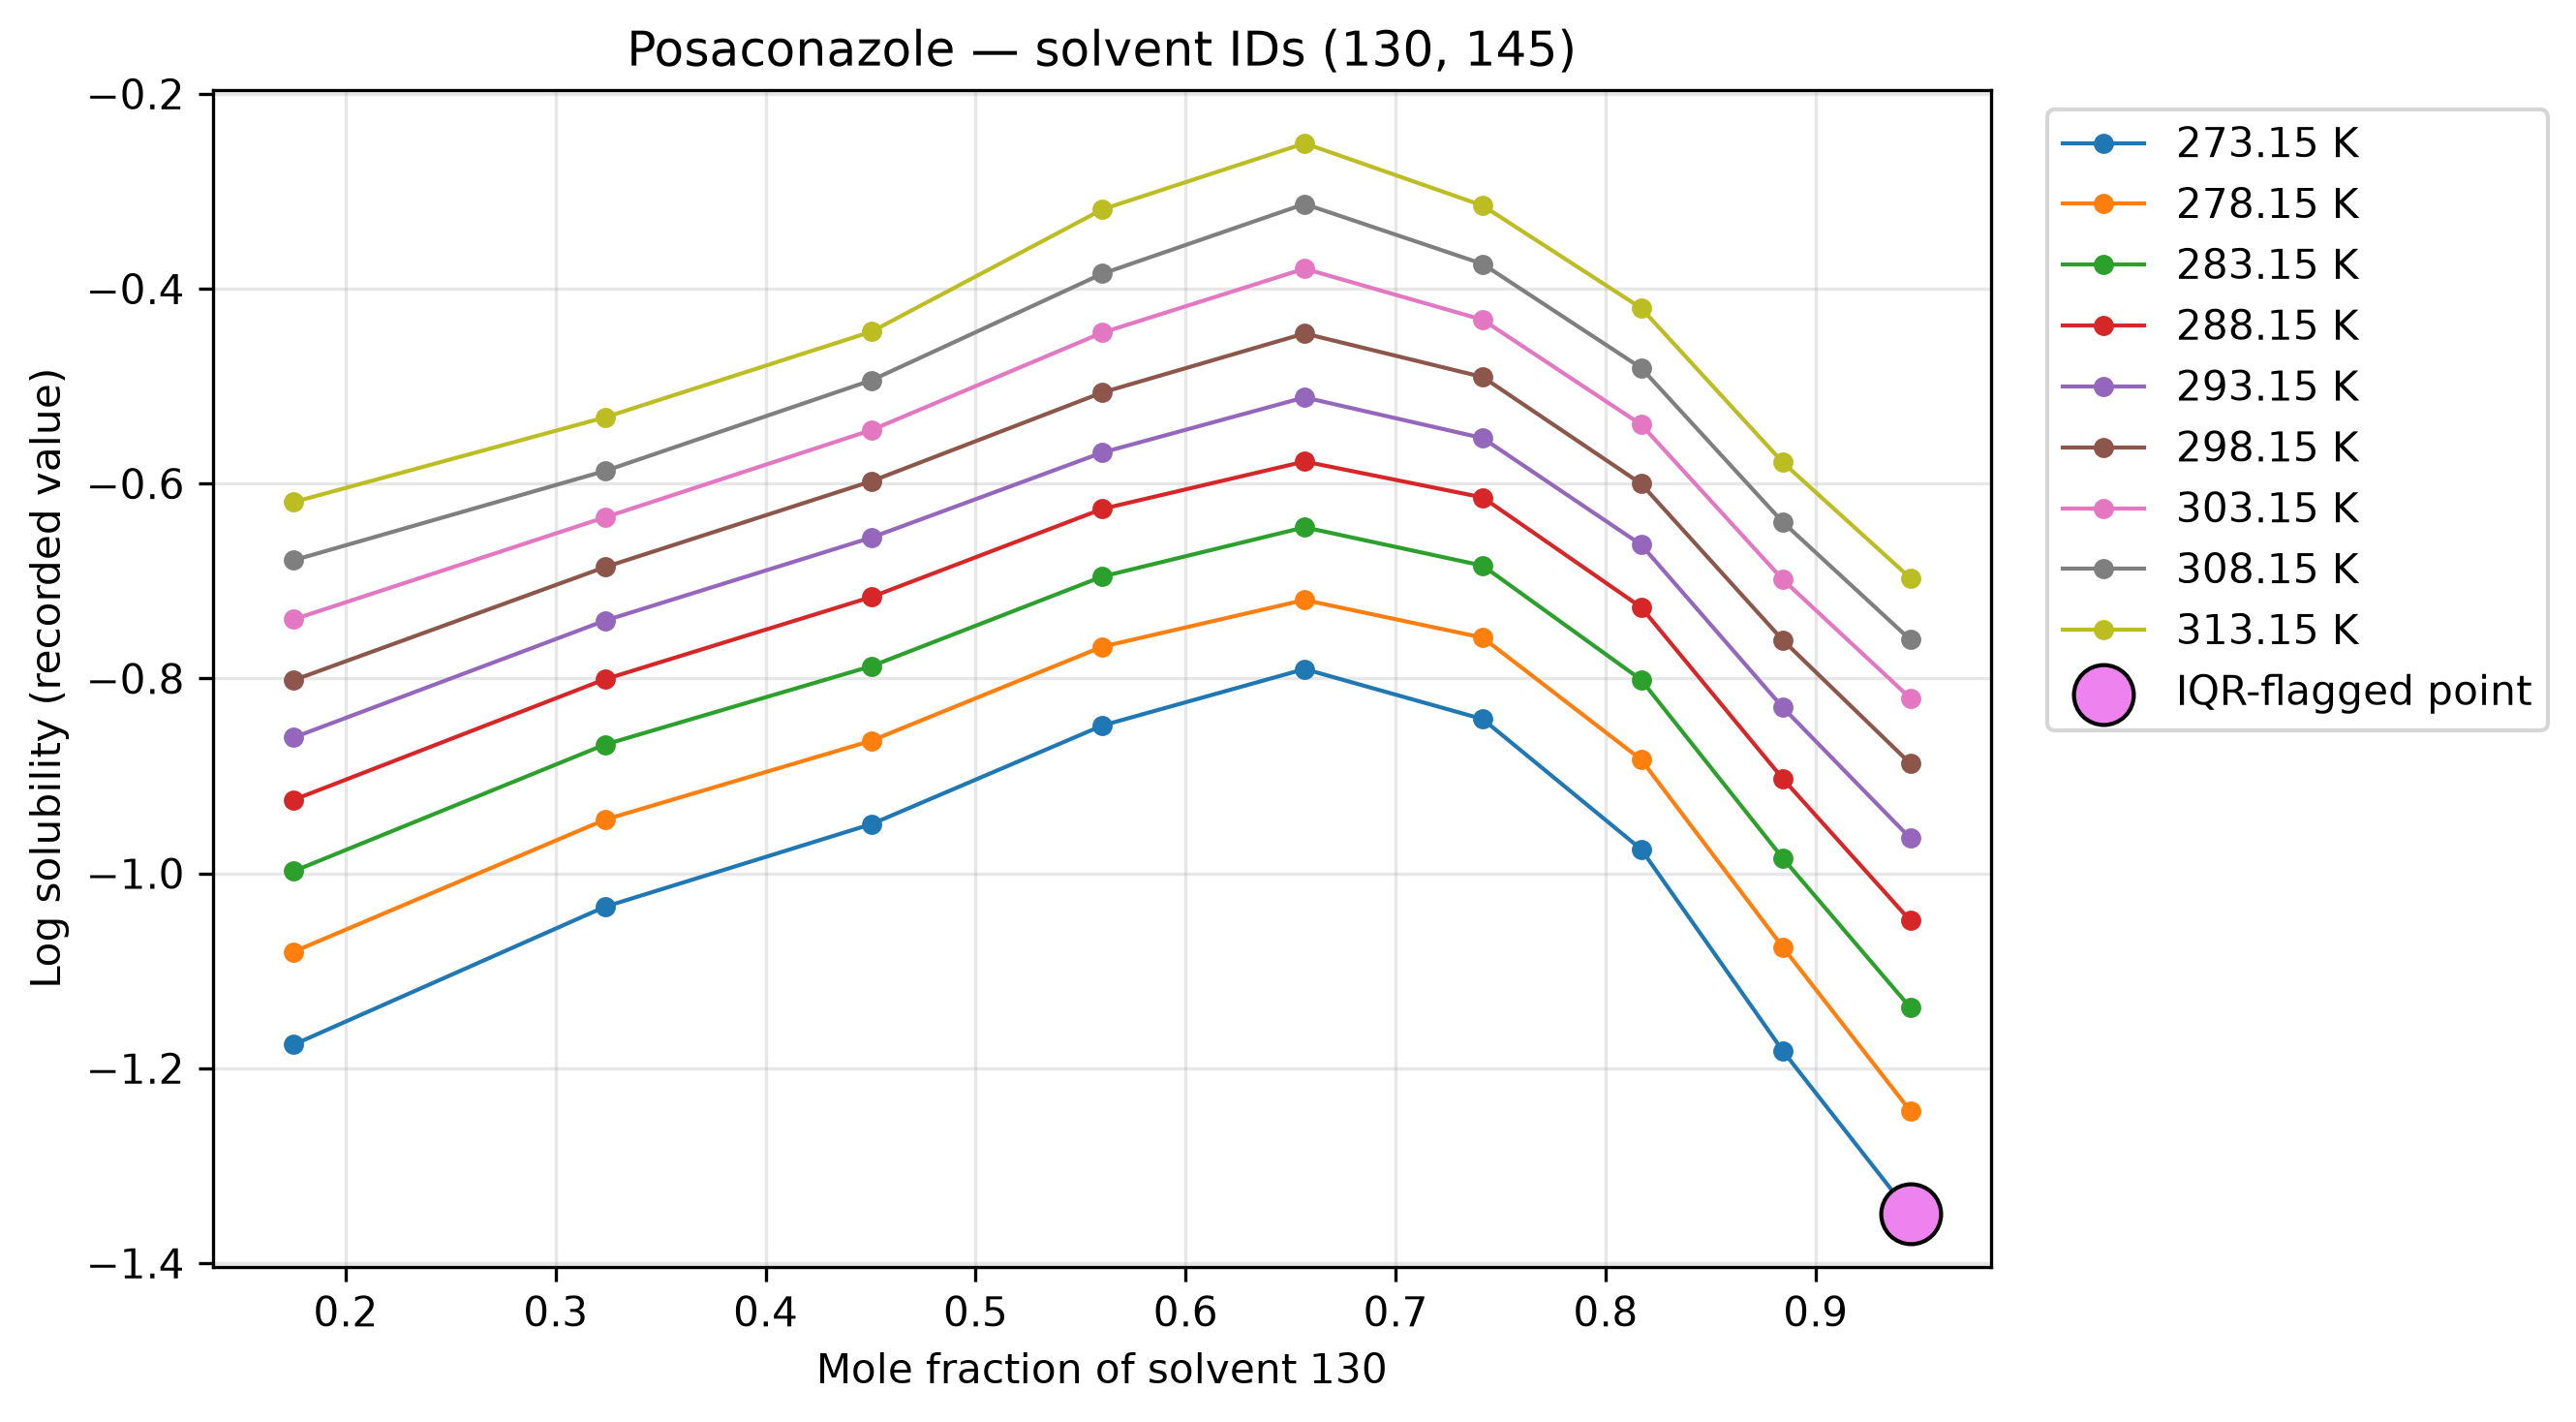 Posaconazole — solvent IDs (130, 145)
Log solubility (recorded value)
−0.2
−0.4
−0.6
−0.8
−1.0
−1.2
−1.4
0.2 0.3 0.4 0.5 0.6 0.7 0.8 0.9
Mole fraction of solvent 130
273.15 K
278.15 K
283.15 K
288.15 K
293.15 K
298.15 K
303.15 K
308.15 K
313.15 K
IQR-flagged point